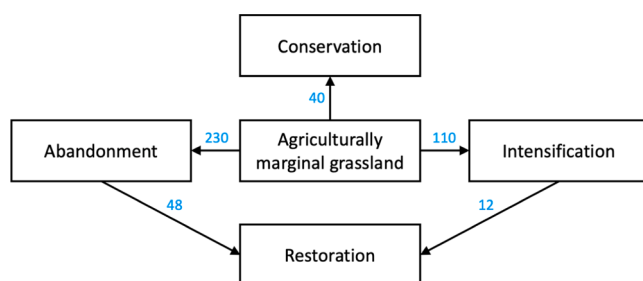 Conservation
40
Abandonment
230
Agriculturally
marginal grassland
110
Intensification
48
12
Restoration